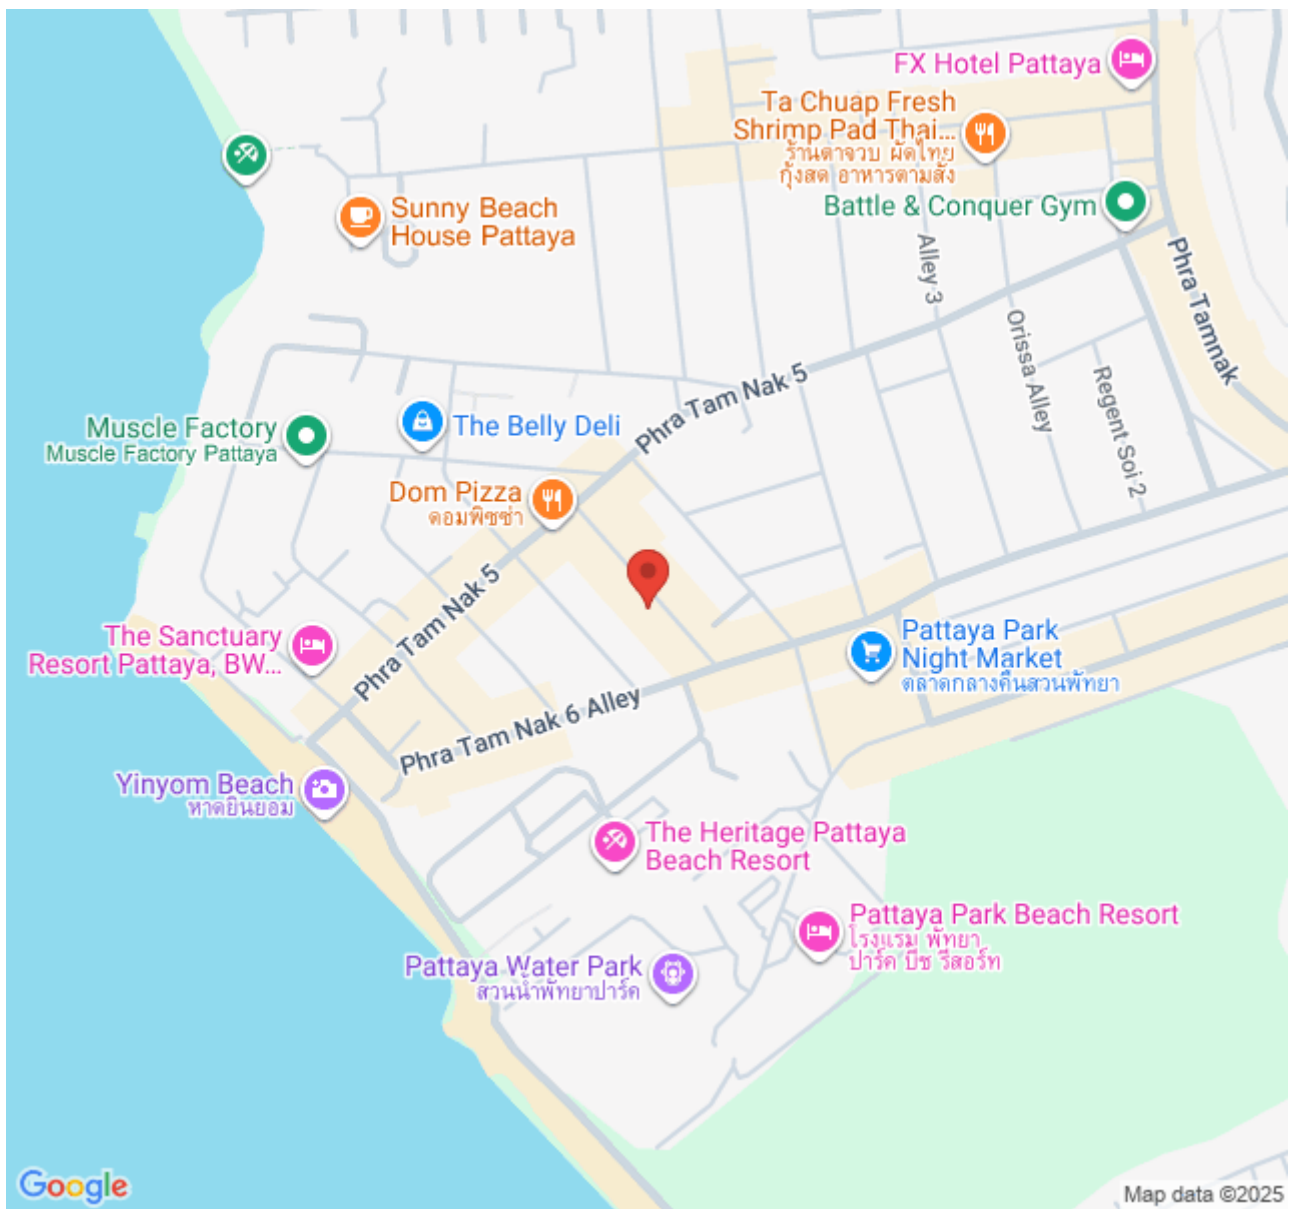 FX Hotel Pattaya
Ta Chuap Fresh
Shrimp Pad Thai...
ร้านตาจวบ ผัดไทย
กุ้งสด อาหารตามสั่ง
Battle & Conquer Gym
Sunny Beach
House Pattaya
Alley 3
Phra Tamnak
Orissa Alley
Regent Soi 2
Phra Tam Nak 5
Muscle Factory
Muscle Factory Pattaya
The Belly Deli
Dom Pizza
ดอมพิซซ่า
Phra Tam Nak 5
The Sanctuary
Resort Pattaya, BW...
Pattaya Park
Night Market
ตลาดกลางคืนสวนพัทยา
Phra Tam Nak 6 Alley
Yinyom Beach
หาดยินยอม
The Heritage Pattaya
Beach Resort
Pattaya Park Beach Resort
โรงแรม พัทยา
ปาร์ค บีช รีสอร์ท
Pattaya Water Park
สวนน้ำพัทยาปาร์ค
Google
Map data ©2025